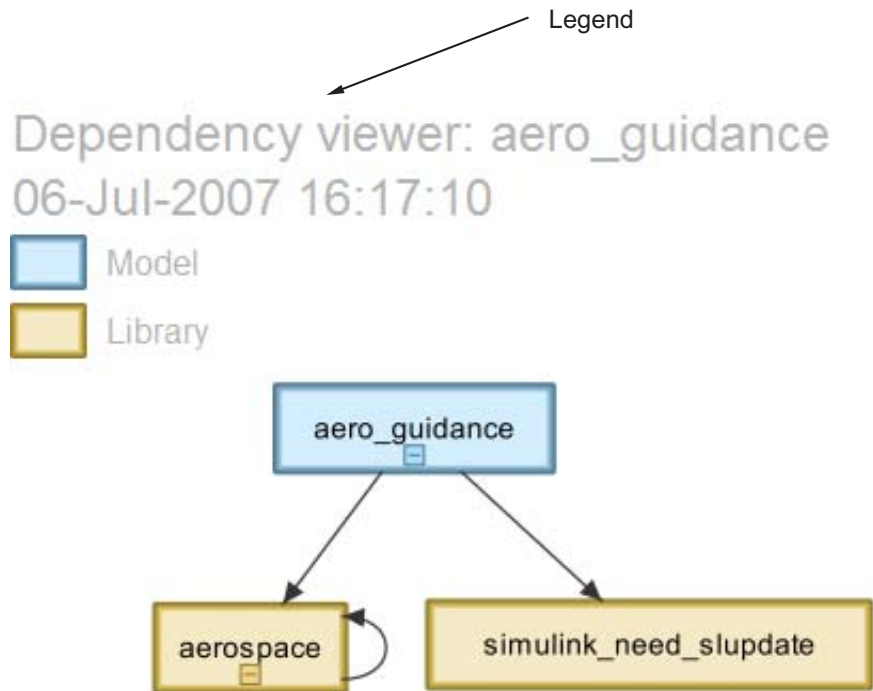 Legend
Dependency viewer: aero_guidance
06-Jul-2007 16:17:10
Model
Library
aero_guidance
aerospace
simulink_need_slupdate